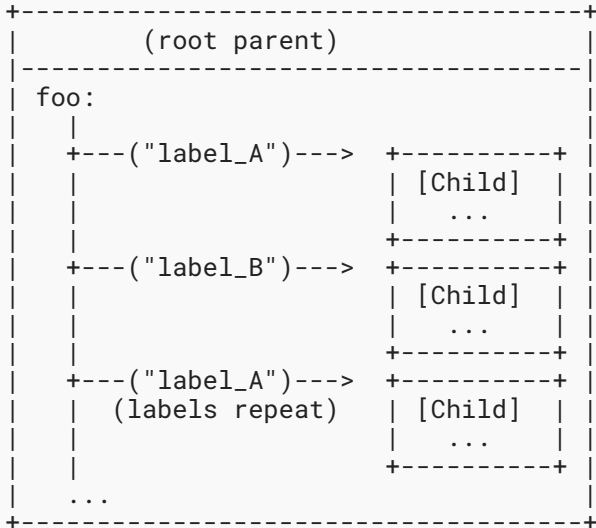 (root parent)
foo:
("label_A")
[Child]
...
("label_B")
[Child]
...
("label_A")
(labels repeat)
[Child]
...
...